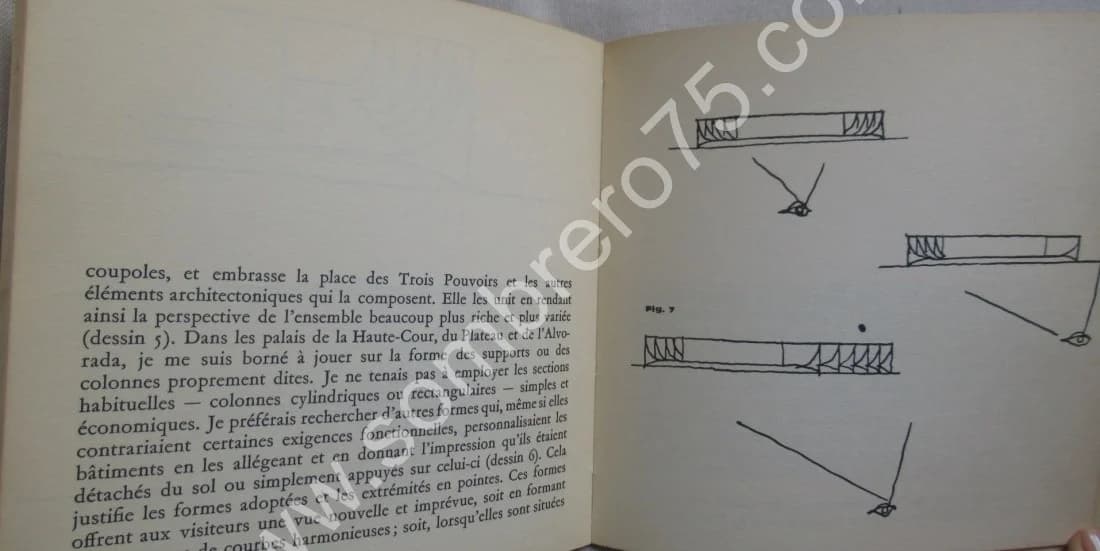 coupoles, et embrasse la place des Trois Pouvoirs et les autres
éléments architectoniques qui la composent. Elle les unit en rendant
ainsi la perspective de l'ensemble beaucoup plus riche et plus variée
(dessin 5). Dans les palais de la Haute-Cour, du Plateau et de l'Alvo-
rada, je me suis borné à jouer sur la forme des supports ou des
colonnes proprement dites. Je ne tenais pas à employer les sections
habituelles — colonnes cylindriques ou rectangulaires — simples et
économiques. Je préférais rechercher d'autres formes qui, même si elles
contrariaient certaines exigences fonctionnelles, personnalisaient les
bâtiments en les allégeant et en donnant l'impression qu'ils étaient
détachés du sol ou simplement appuyés sur celui-ci (dessin 6). Cela
justifie les formes adoptées et les extrémités en pointes. Ces formes
offrent aux visiteurs une vue nouvelle et imprévue, soit en formant
de courbes harmonieuses ; soit, lorsqu'elles sont situées
Fig. 7
www.sombrero75.com